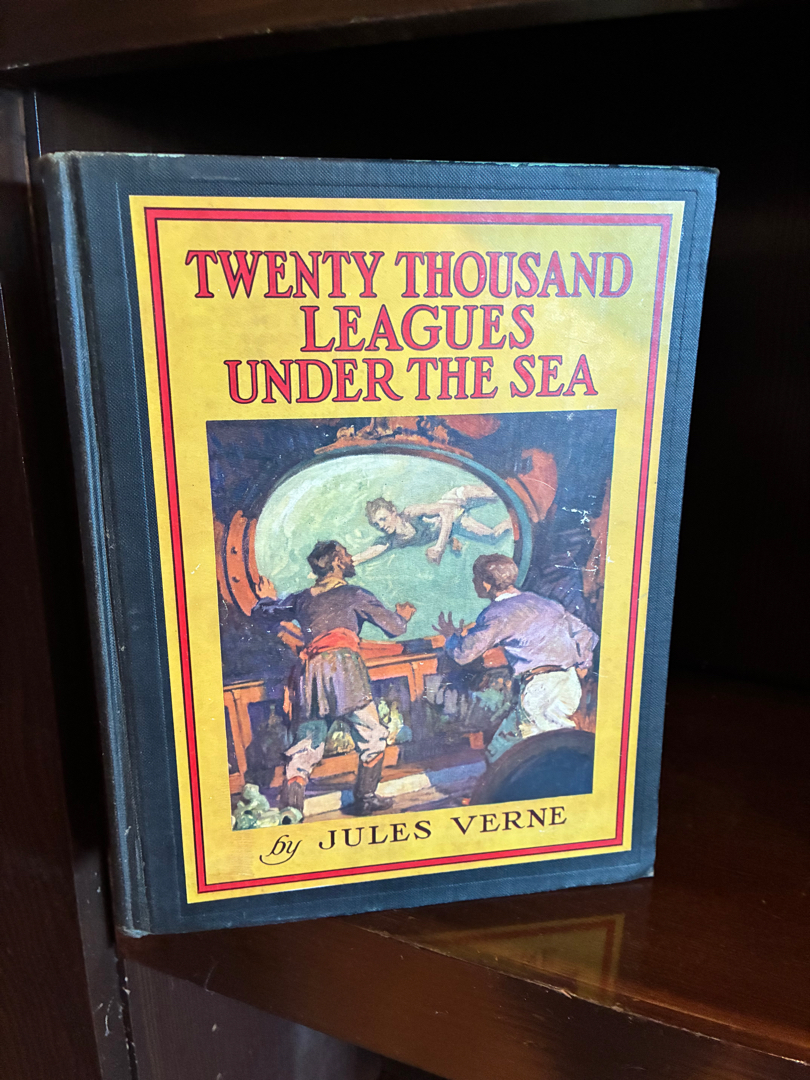 TWENTY THOUSAND
LEAGUES
UNDER THE SEA
by JULES VERNE